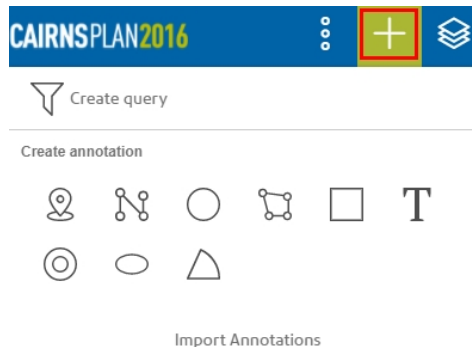 CAIRNSPLAN2016
Create query
Create annotation
T
Import Annotations